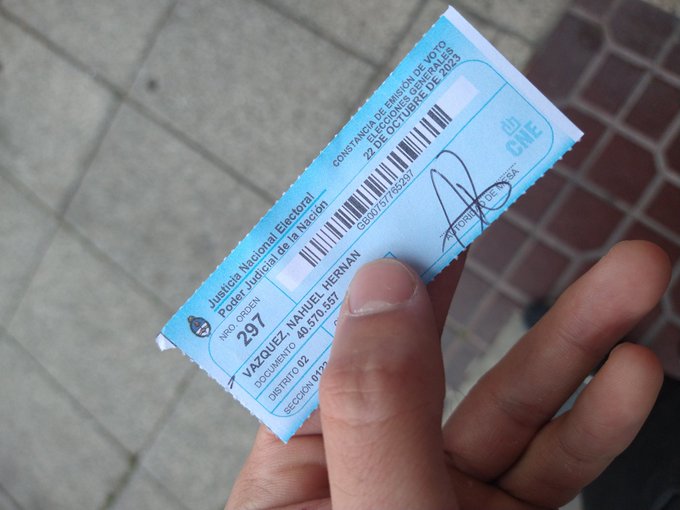 Justicia Nacional Electoral
Poder Judicial de la Nación
CONSTANCIA DE EMISIÓN DE VOTO
ELECCIONES GENERALES
22 DE OCTUBRE DE 2023
NRO. ORDEN
297
GB00757765297
CNE
VAZQUEZ, NAHUEL HERNAN
DOCUMENTO 40.570.557
DISTRITO 02
SECCIÓN
AUTORIDAD DE MESA